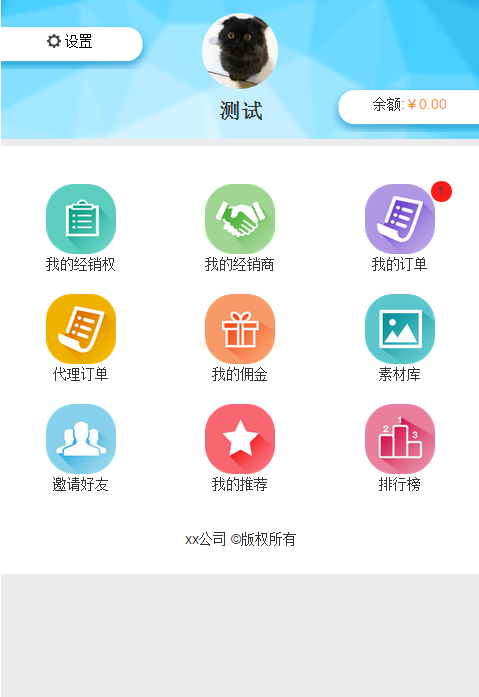 设置
测试
余额:￥0.00
1
我的经销权 我的经销商 我的订单
代理订单 我的佣金 素材库
1
2 3
邀请好友 我的推荐 排行榜
xx公司 ©版权所有